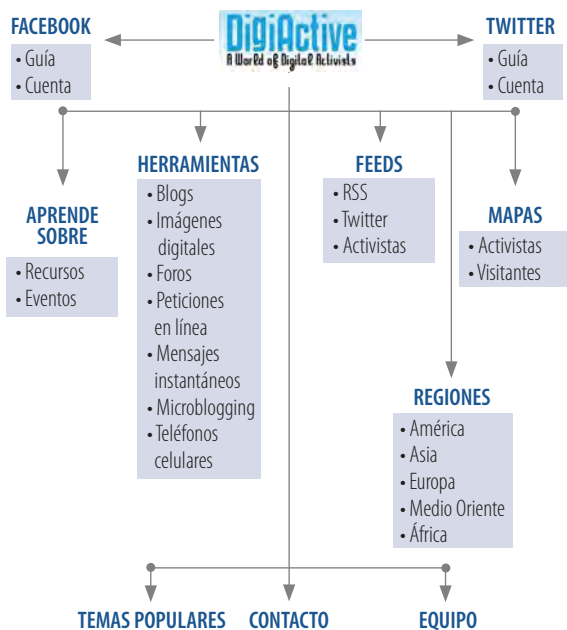 DigiActive
A World of Digital Activists
FACEBOOK
• Guía
• Cuenta
TWITTER
• Guía
• Cuenta
APRENDE
SOBRE
• Recursos
• Eventos
HERRAMIENTAS
• Blogs
• Imágenes
digitales
• Foros
• Peticiones
en línea
• Mensajes
instantáneos
• Microblogging
• Teléfonos
celulares
FEEDS
• RSS
• Twitter
• Activistas
MAPAS
• Activistas
• Visitantes
REGIONES
• América
• Asia
• Europa
• Medio Oriente
• África
TEMAS POPULARES
CONTACTO
EQUIPO